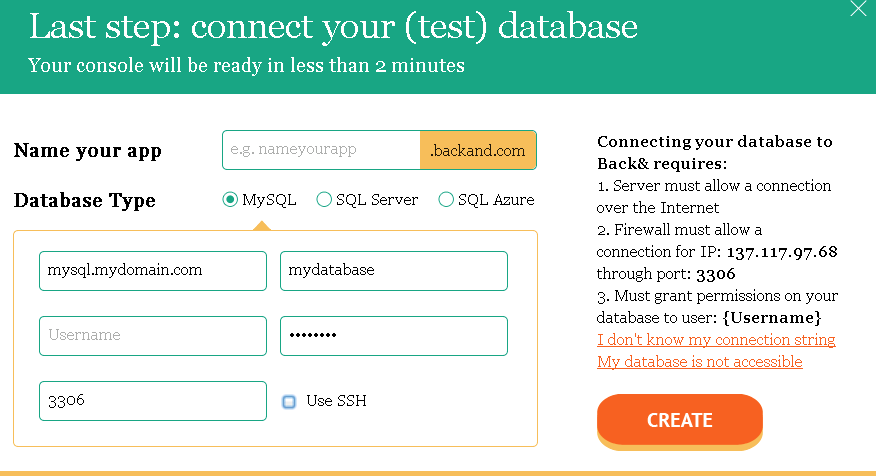 Last step: connect your (test) database
Your console will be ready in less than 2 minutes
Name your app
e.g. nameyourapp
.backand.com
Database Type
MySQL
SQL Server
SQL Azure
mysql.mydomain.com
mydatabase
Username
••••••••
3306
Use SSH
Connecting your database to
Back& requires:
1. Server must allow a connection
over the Internet
2. Firewall must allow a
connection for IP: 137.117.97.68
through port: 3306
3. Must grant permissions on your
database to user: {Username}
I don't know my connection string
My database is not accessible
CREATE